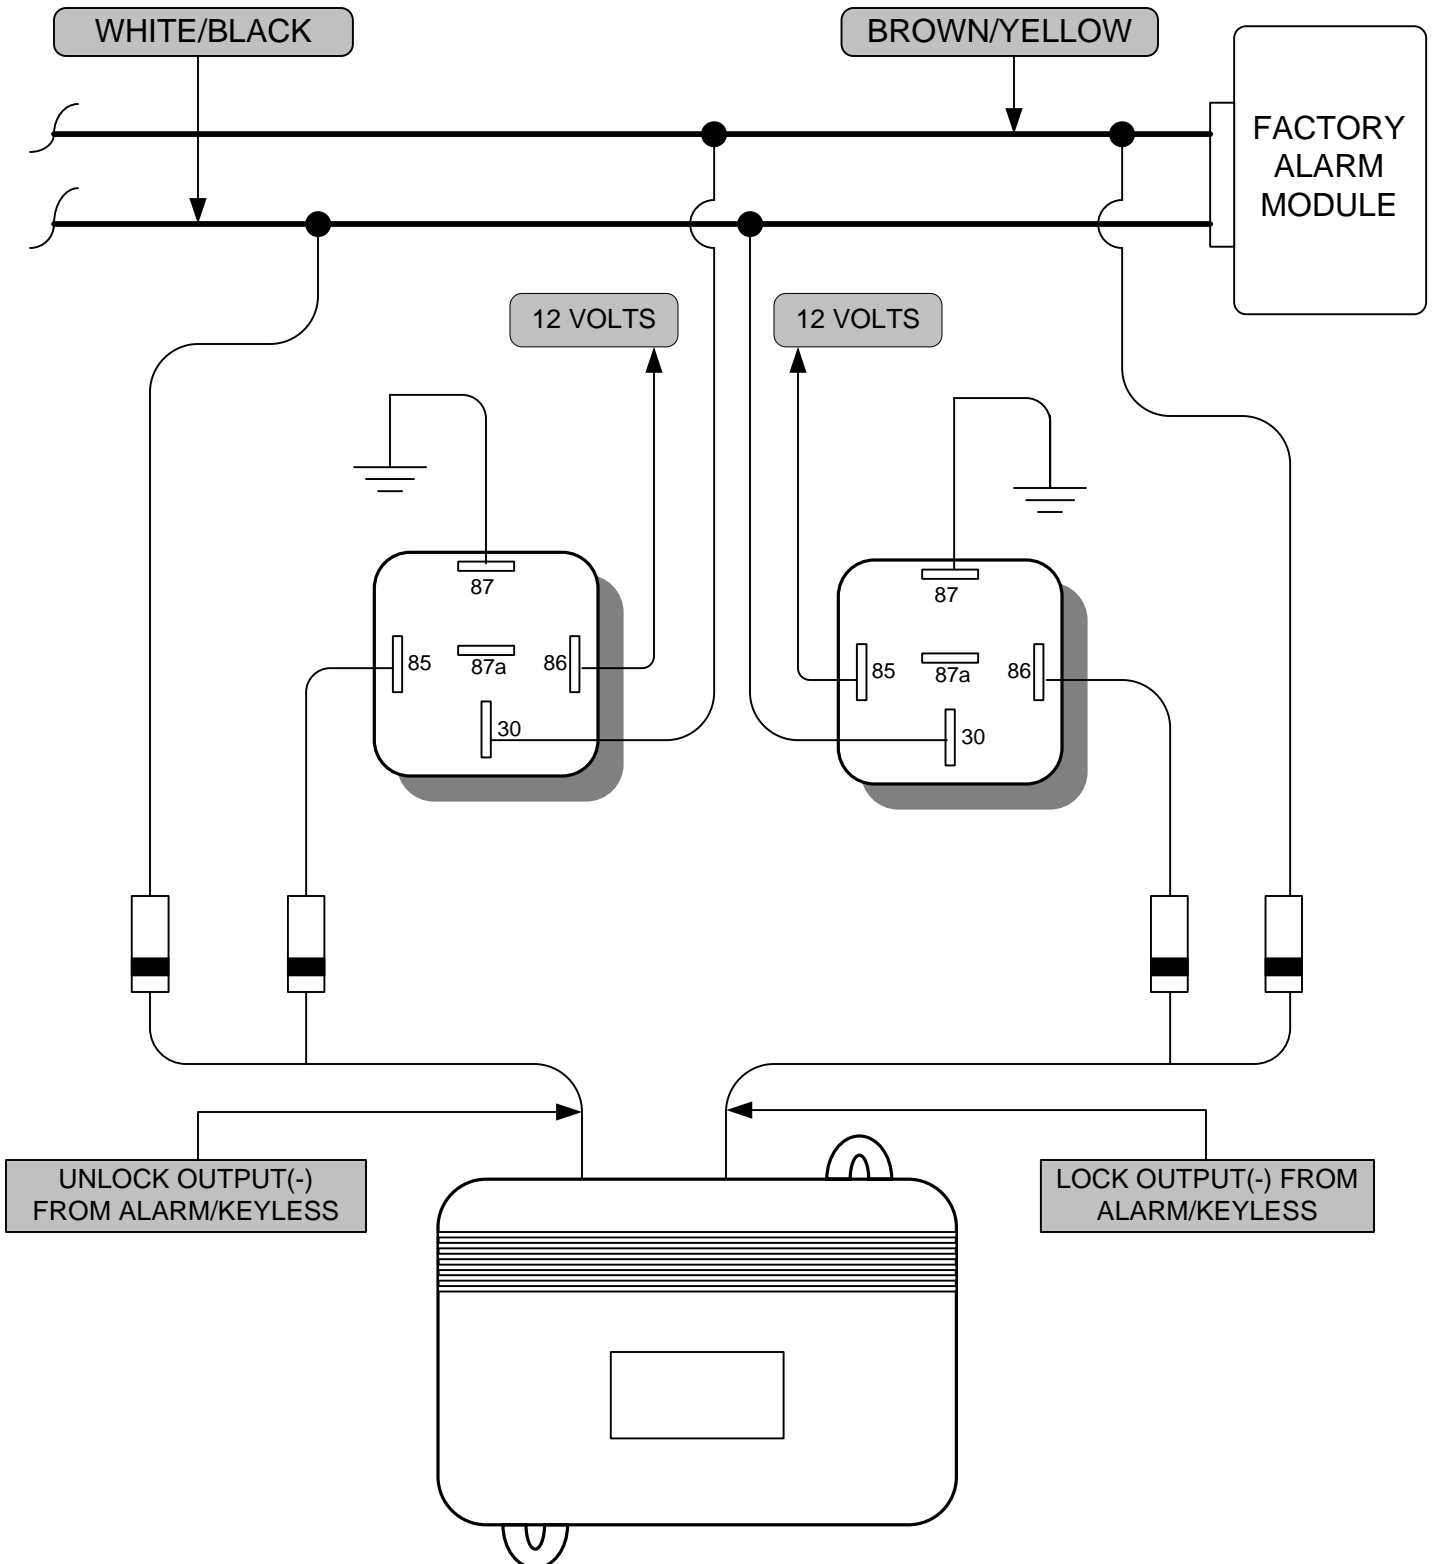 WHITE/BLACK
BROWN/YELLOW
FACTORY
ALARM
MODULE
12 VOLTS
12 VOLTS
87
85
87a
86
30
87
85
87a
86
30
UNLOCK OUTPUT(-)
FROM ALARM/KEYLESS
LOCK OUTPUT(-) FROM
ALARM/KEYLESS